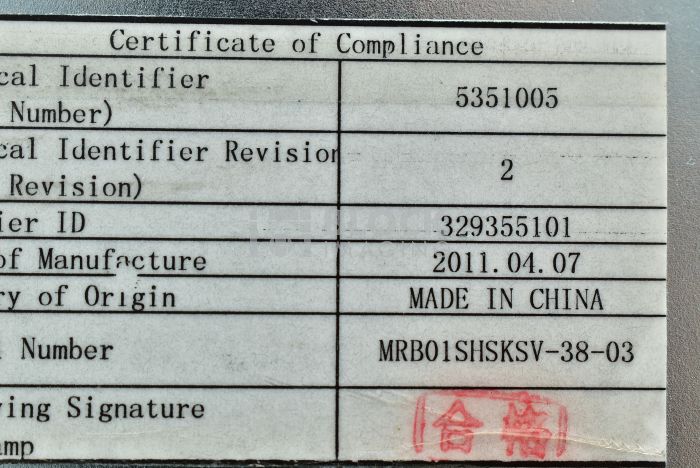 Certificate of Compliance
cal Identifier
Number)
5351005
cal Identifier Revision
Revision)
2
ier ID
329355101
of Manufacture
2011.04.07
ry of Origin
MADE IN CHINA
Number
MRB01SHSKSV-38-03
ving Signature
amp
合格